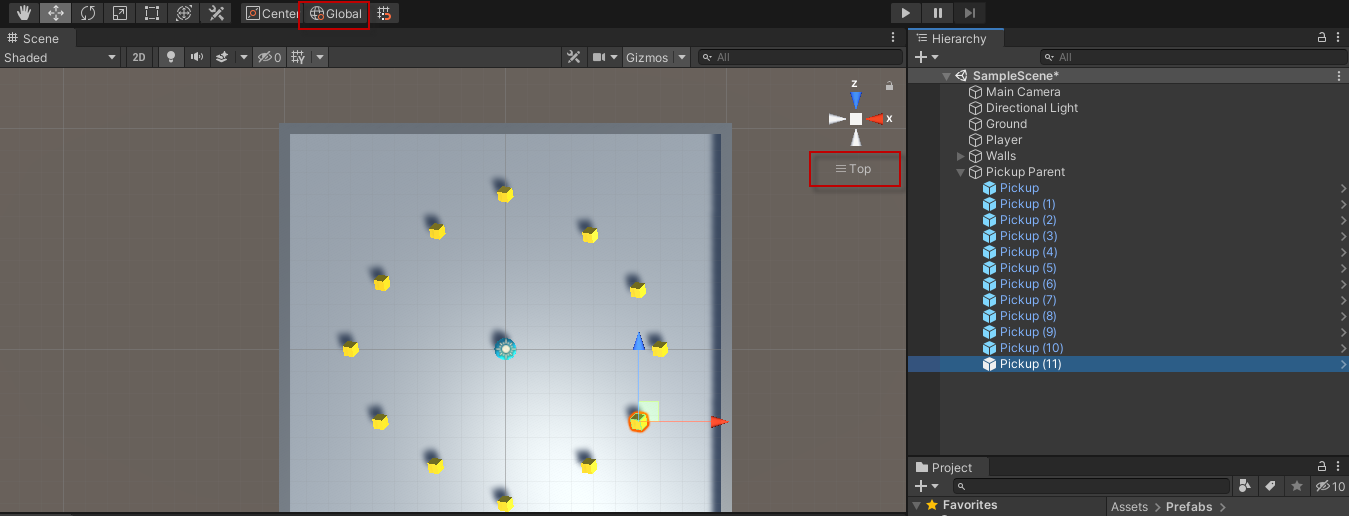 Center Global
Scene
Hierarchy
Shaded
2D
0
Gizmos
All
All
SampleScene*
Main Camera
Directional Light
Ground
Player
Walls
Pickup Parent
Pickup
Pickup (1)
Pickup (2)
Pickup (3)
Pickup (4)
Pickup (5)
Pickup (6)
Pickup (7)
Pickup (8)
Pickup (9)
Pickup (10)
Pickup (11)
z
x
Top
Project
10
Favorites
Assets > Prefabs >